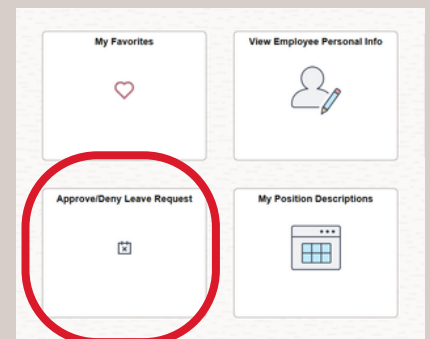 My Favorites
View Employee Personal Info
Approve/Deny Leave Request
My Position Descriptions